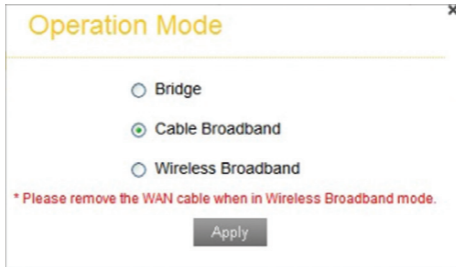 Operation Mode
Bridge
Cable Broadband
Wireless Broadband
* Please remove the WAN cable when in Wireless Broadband mode.
Apply